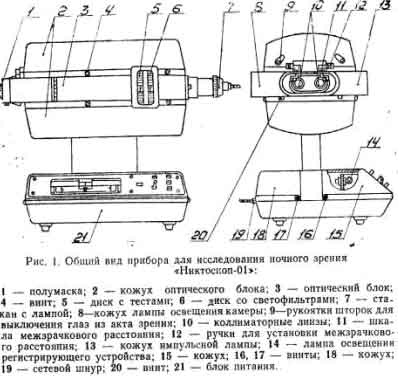 1 2 3 4 5 6 7 8 9 10 11 12 13
14
21
20 19 18 17 16 15
Рис. 1. Общий вид прибора для исследования ночного зрения
«Никтоскоп-01»:
1 — полумаска; 2 — кожух оптического блока; 3 — оптический блок;
4 — винт; 5 — диск с тестами; 6 — диск со светофильтрами; 7 — ста-
кан с лампой; 8—кожух лампы освещения камеры; 9—рукоятки шторок для
выключения глаз из акта зрения; 10 — коллиматорные линзы; 11 — шка-
ла межзрачкового расстояния; 12 — ручки для установки межзрачково-
го расстояния; 13 — кожух импульсной лампы; 14 — лампа освещения
регистрирующего устройства; 15 — кожух; 16, 17 — винты; 18 — кожух;
19 — сетевой шнур; 20 — винт; 21 — блок питания.